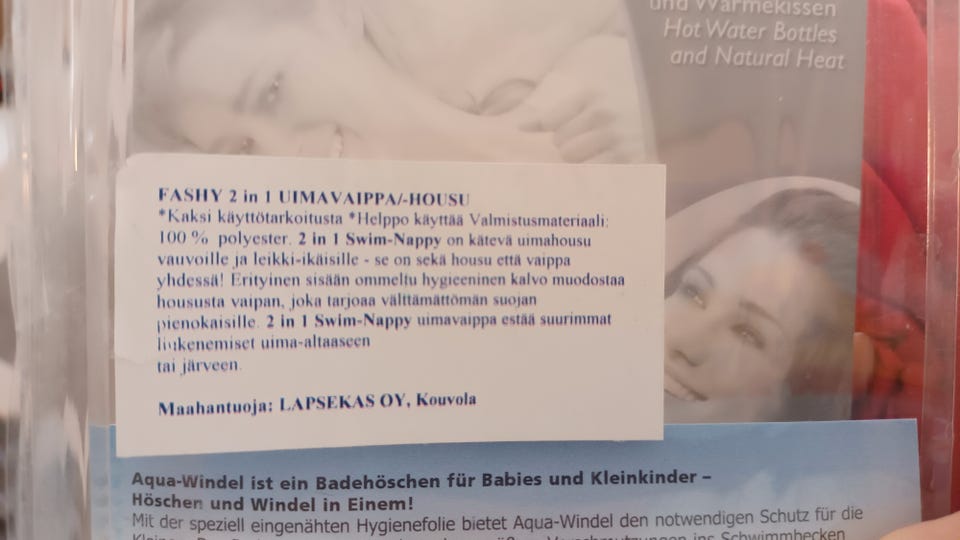 und Wärmekissen
Hot Water Bottles
and Natural Heat
FASHY 2 in 1 UIMAVAIPPA/-HOUSU
*Kaksi käyttötarkoitusta *Helppo käyttää Valmistusmateriaali:
100 % polyester. 2 in 1 Swim-Nappy on kätevä uimahousu
vauvoille ja leikki-ikäisille - se on sekä housu että vaippa
yhdessä! Erityinen sisään ommeltu hygieeninen kalvo muodostaa
housusta vaipan, joka tarjoaa välttämättömän suojan
pienokaisille. 2 in 1 Swim-Nappy uimavaippa estää suurimmat
liukenemiset uima-altaaseen
tai järveen.
Maahantuoja: LAPSEKAS OY, Kouvola
Aqua-Windel ist ein Badehöschen für Babies und Kleinkinder –
Höschen und Windel in Einem!
Mit der speziell eingenähten Hygienefolie bietet Aqua-Windel den notwendigen Schutz für die
Verschmutzungen ins Schwimmbecken